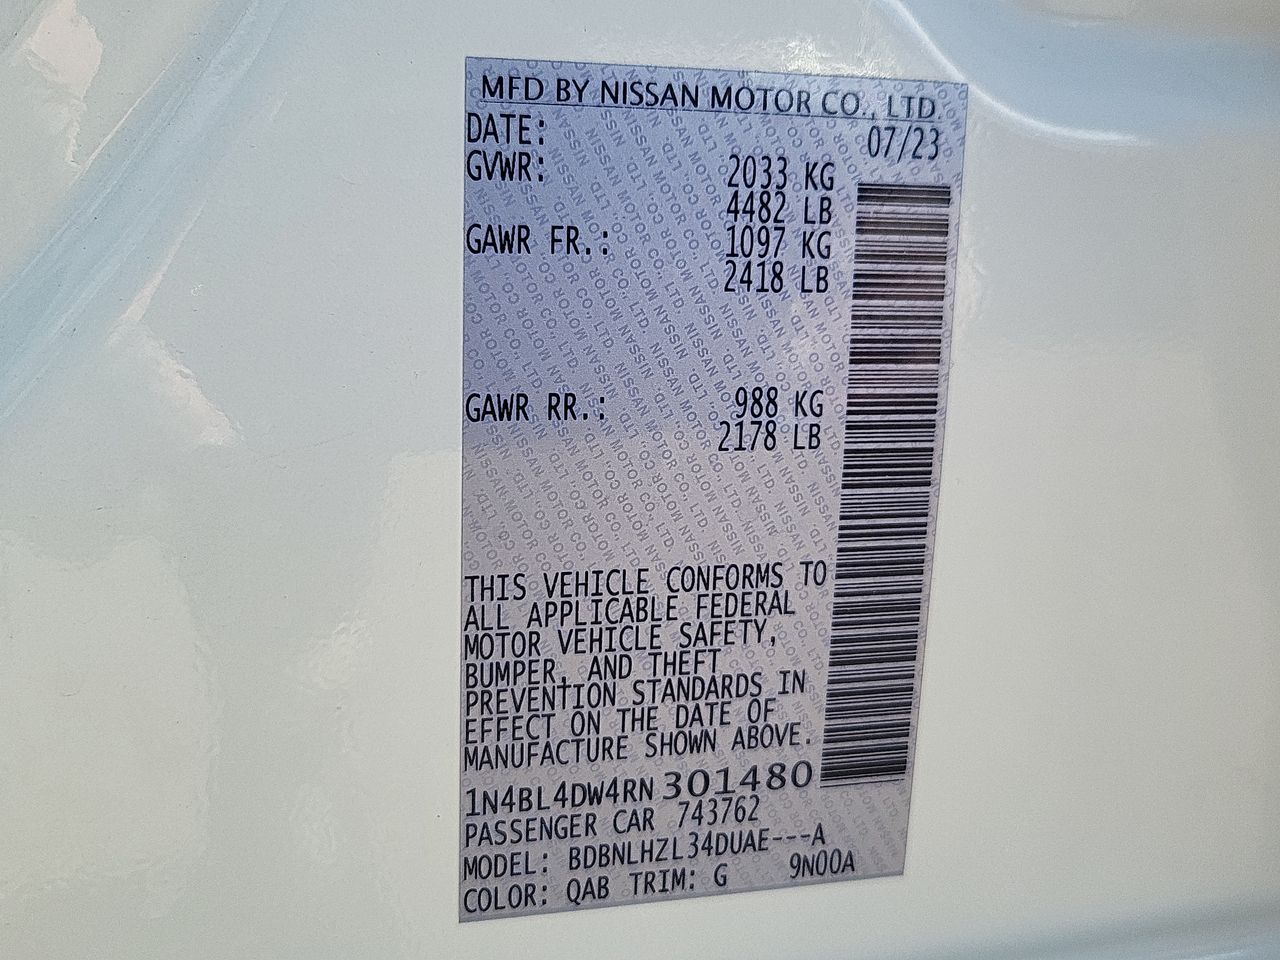 MFD BY NISSAN MOTOR CO., LTD.
DATE: 07/23
GVWR: 2033 KG
4482 LB
GAWR FR.: 1097 KG
2418 LB
GAWR RR.: 988 KG
2178 LB
THIS VEHICLE CONFORMS TO
ALL APPLICABLE FEDERAL
MOTOR VEHICLE SAFETY,
BUMPER, AND THEFT
PREVENTION STANDARDS IN
EFFECT ON THE DATE OF
MANUFACTURE SHOWN ABOVE.
1N4BL4DW4RN301480
PASSENGER CAR 743762
MODEL: BDBNLHZL34DUAE---A
COLOR: QAB TRIM: G 9N00A